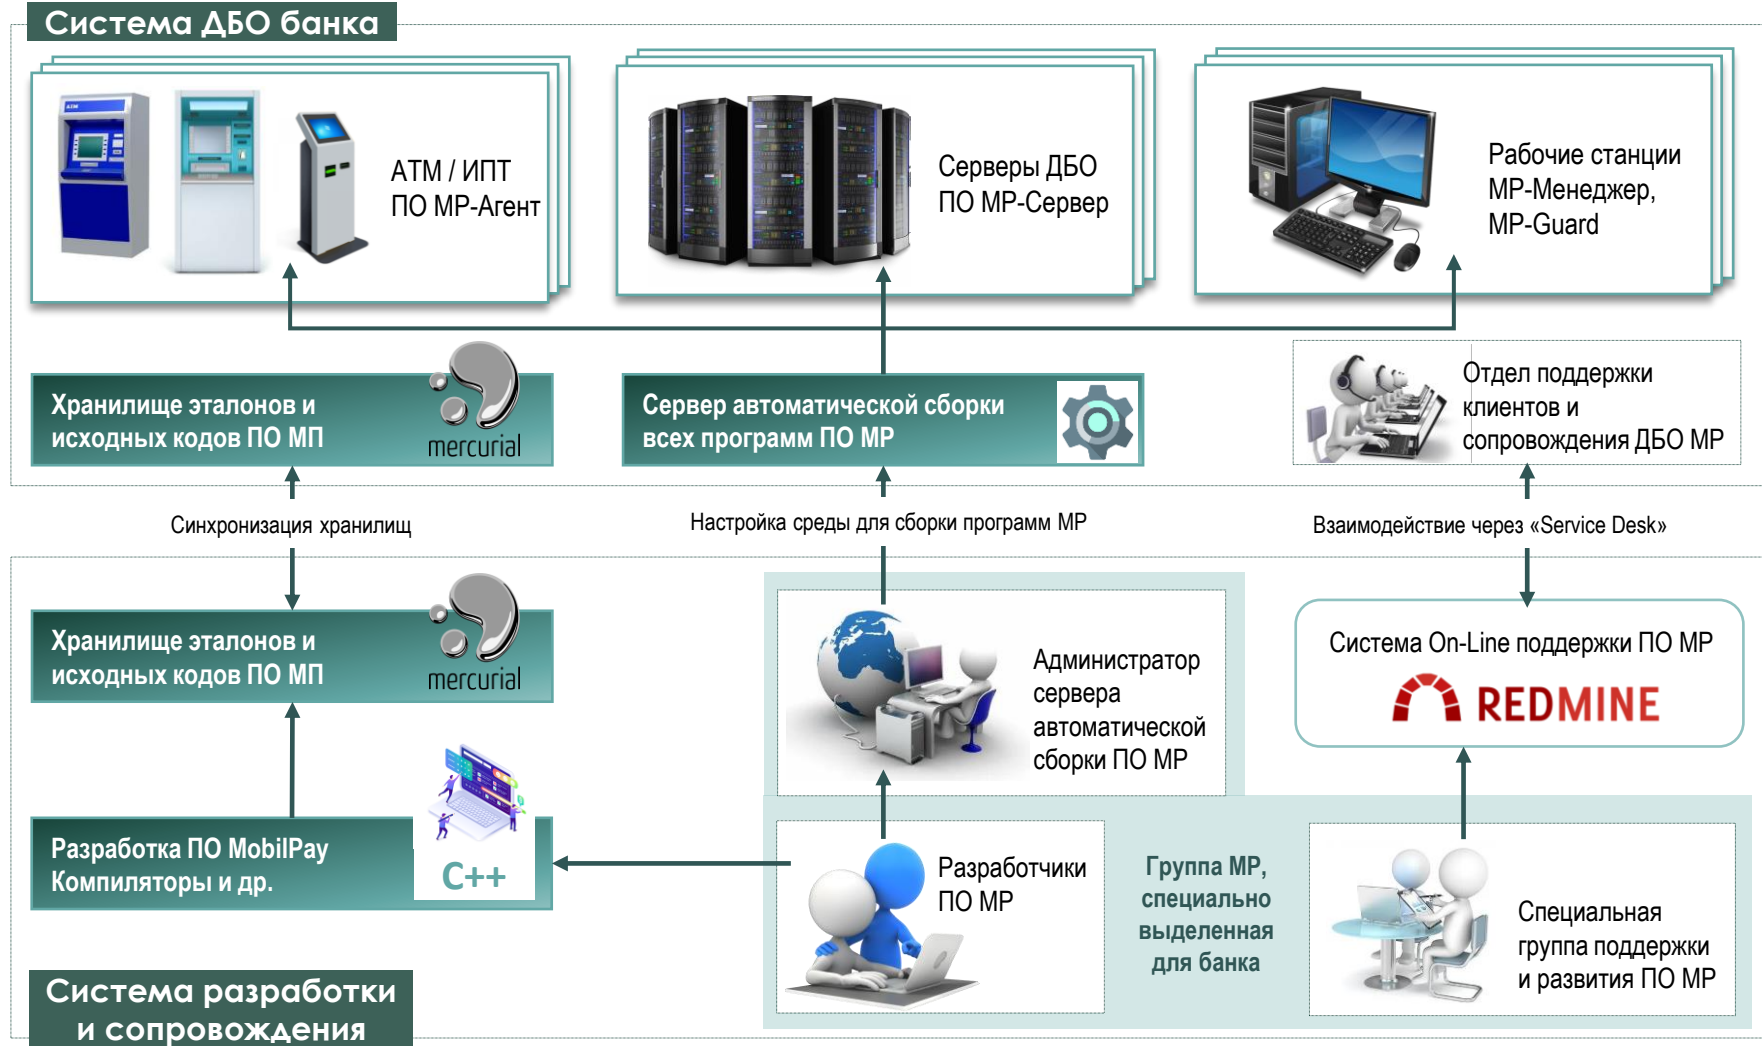 Система ДБО банка
ATM
АТМ / ИПТ
ПО МР-Агент
Серверы ДБО
ПО МР-Сервер
Рабочие станции
МР-Менеджер,
MP-Guard
Хранилище эталонов и
исходных кодов ПО МП
mercurial
Сервер автоматической сборки
всех программ ПО МР
Отдел поддержки
клиентов и
сопровождения ДБО МР
Синхронизация хранилищ
Настройка среды для сборки программ МР
Взаимодействие через «Service Desk»
Хранилище эталонов и
исходных кодов ПО МП
mercurial
Администратор
сервера
автоматической
сборки ПО МР
Система On-Line поддержки ПО МР
REDMINE
Разработка ПО MobilPay
Компиляторы и др.
C++
Разработчики
ПО МР
Группа МР,
специально
выделенная
для банка
Специальная
группа поддержки
и развития ПО МР
Система разработки
и сопровождения